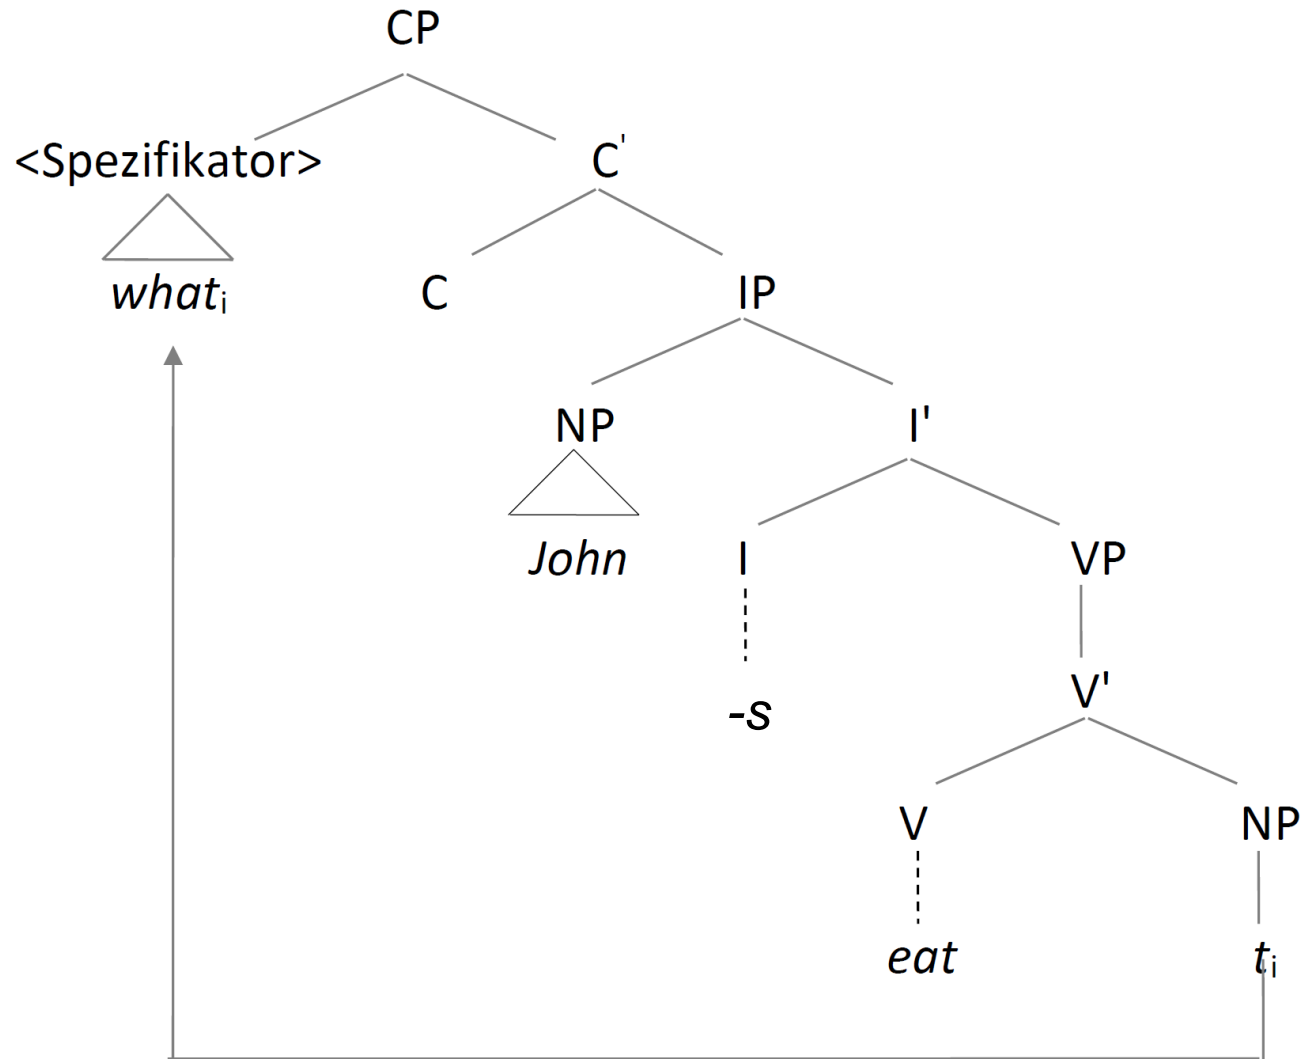 CP
<Spezifikator> C'
whati C IP
NP I'
John I VP
-s V'
V NP
eat ti